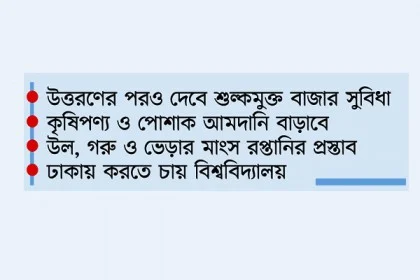 উত্তরণের পরও দেবে শুল্কমুক্ত বাজার সুবিধা
কৃষিপণ্য ও পোশাক আমদানি বাড়াবে
উল, গরু ও ভেড়ার মাংস রপ্তানির প্রস্তাব
ঢাকায় করতে চায় বিশ্ববিদ্যালয়